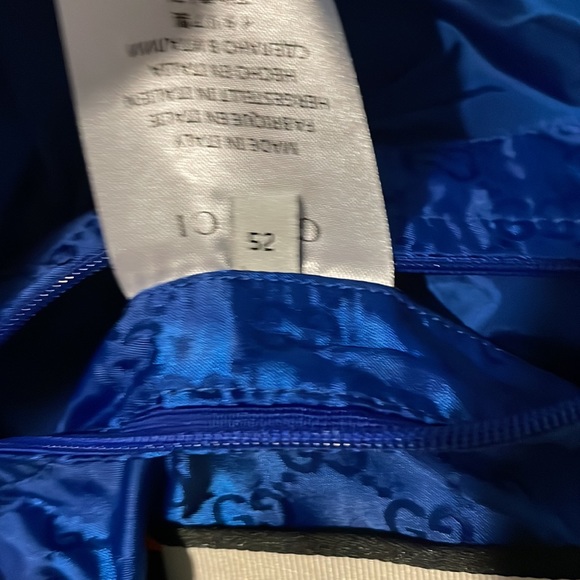 52
MADE IN ITALY
FABRIQUE EN ITALIE
HERGESTELLT IN ITALIEN
HECHO EN ITALIA
СДЕЛАНО В ИТАЛИИ